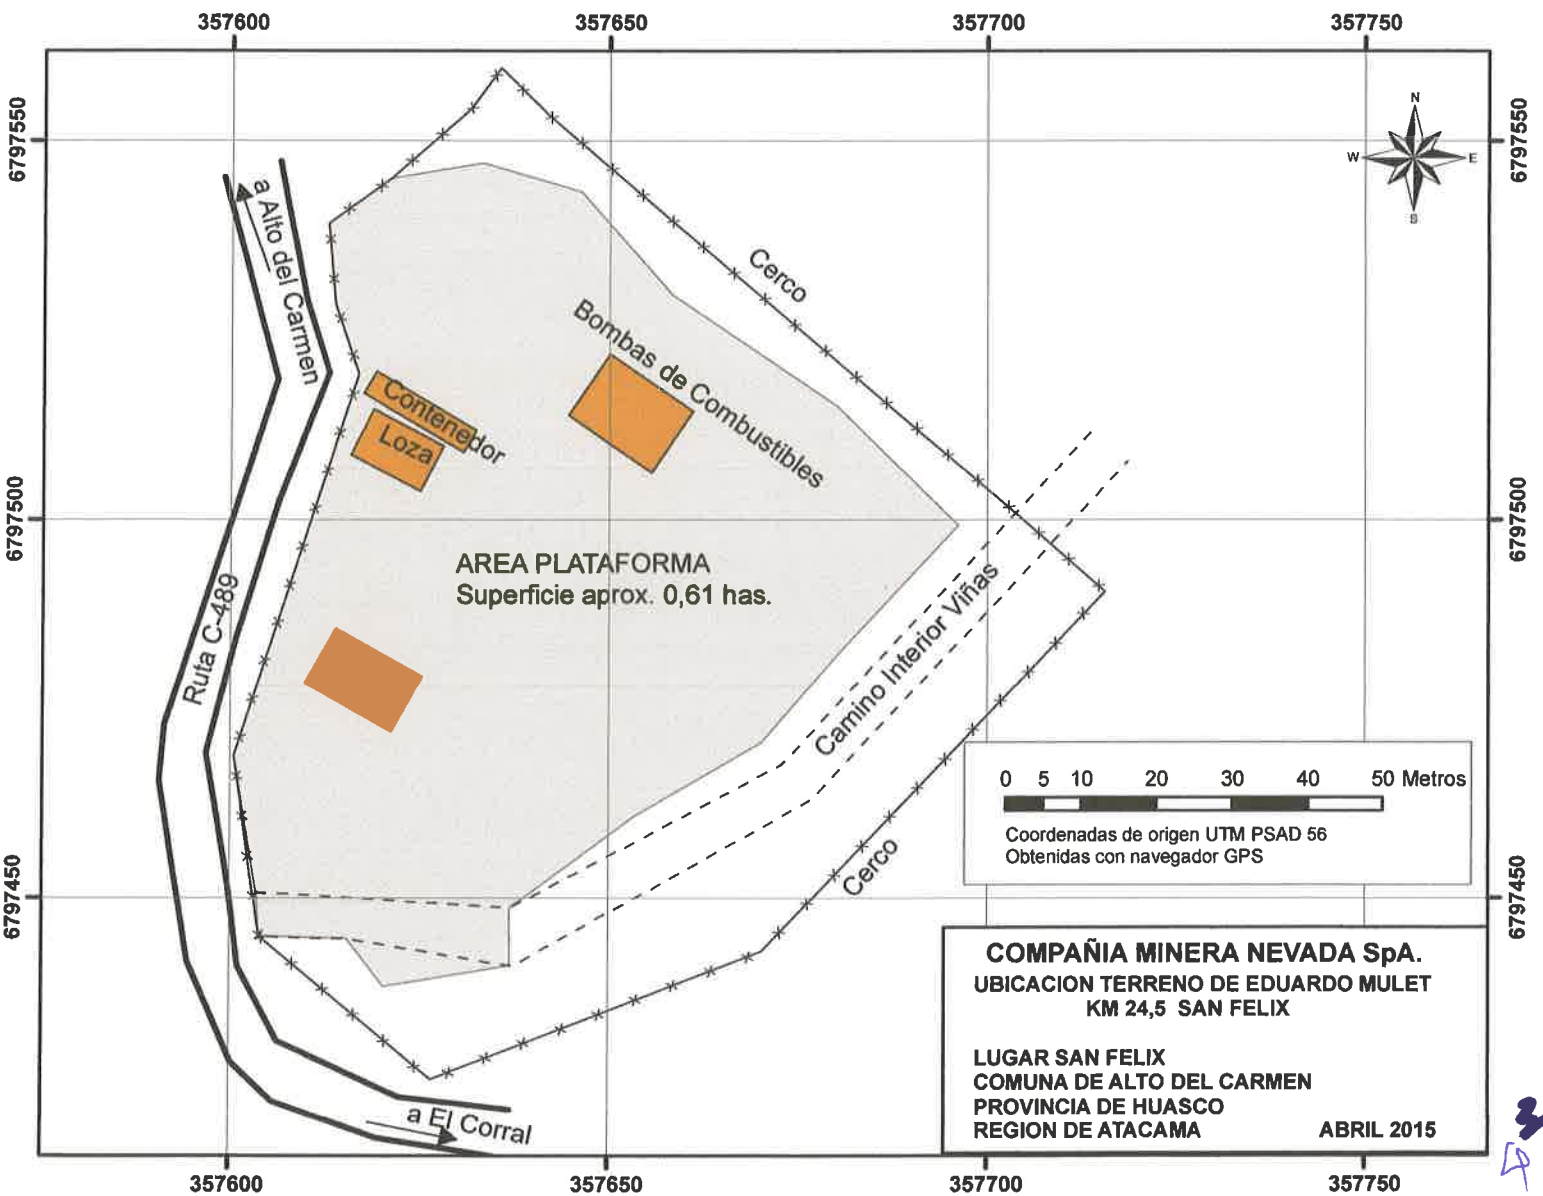 357600
357650
357700
357750
6797550
6797550
N
W
E
S
a Alto del Carmen
Cerco
Bombas de Combustibles
Contenedor
Loza
6797500
6797500
AREA PLATAFORMA
Superficie aprox. 0,61 has.
Ruta C-489
Camino Interior Viñas
0 5 10 20 30 40 50 Metros
Coordenadas de origen UTM PSAD 56
Obtenidas con navegador GPS
Cerco
6797450
6797450
COMPAÑIA MINERA NEVADA SpA.
UBICACION TERRENO DE EDUARDO MULET
KM 24,5 SAN FELIX
LUGAR SAN FELIX
COMUNA DE ALTO DEL CARMEN
PROVINCIA DE HUASCO
REGION DE ATACAMA ABRIL 2015
a El Corral
357600
357650
357700
357750